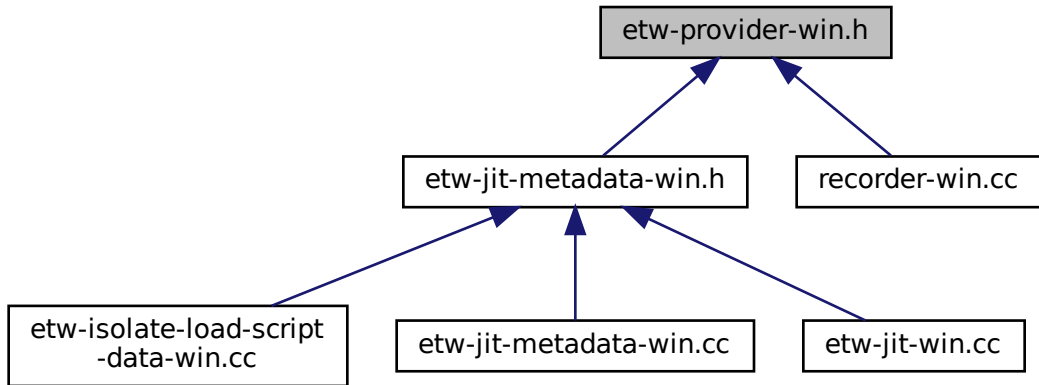 etw-provider-win.h
etw-jit-metadata-win.h
recorder-win.cc
etw-isolate-load-script
-data-win.cc
etw-jit-metadata-win.cc
etw-jit-win.cc